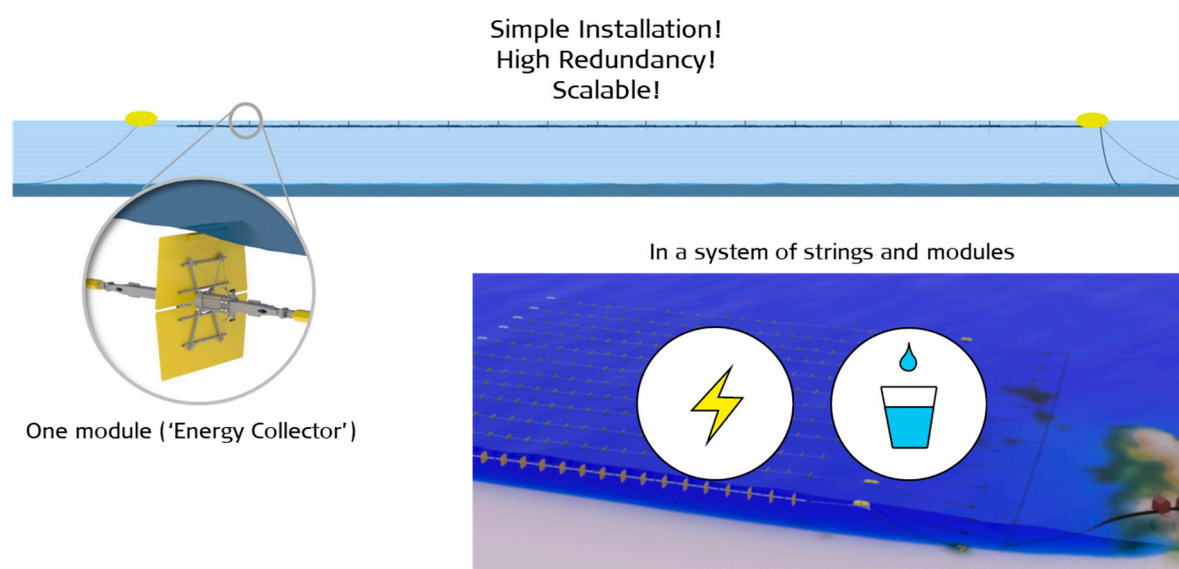 Simple Installation!
High Redundancy!
Scalable!
In a system of strings and modules
One module (‘Energy Collector’)